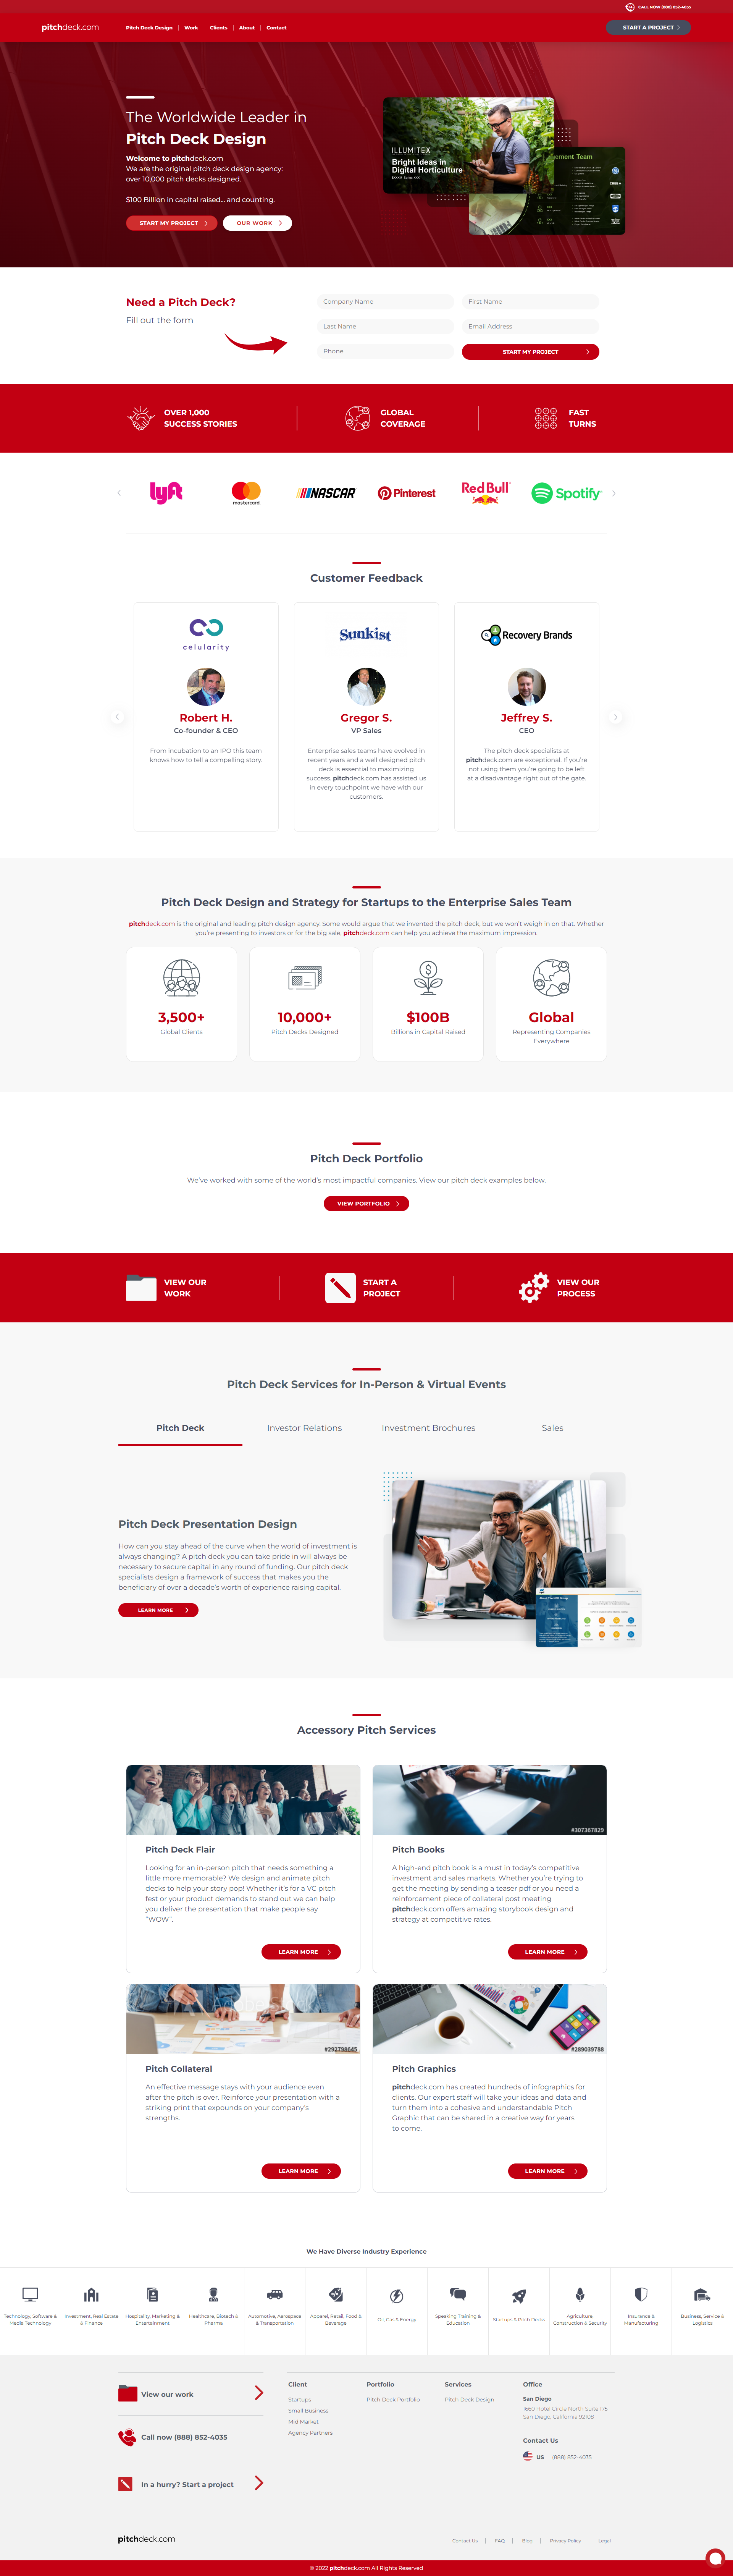 CALL NOW (888) 852-4035
pitchdeck.com
Pitch Deck Design
Work
Clients
About
Contact
START A PROJECT
The Worldwide Leader in
Pitch Deck Design
Welcome to pitchdeck.com
We are the original pitch deck design agency:
over 10,000 pitch decks designed.
$100 Billion in capital raised... and counting.
START MY PROJECT
OUR WORK
ILLUMITEX
Bright Ideas in
Digital Horticulture
ement Team
Need a Pitch Deck?
Fill out the form
Company Name
First Name
Last Name
Email Address
Phone
START MY PROJECT
OVER 1,000
SUCCESS STORIES
GLOBAL
COVERAGE
FAST
TURNS
lyft
mastercard
NASCAR
Pinterest
Red Bull
Spotify
Customer Feedback
celularity
Robert H.
Co-founder & CEO
From incubation to an IPO this team
knows how to tell a compelling story.
Sunkist
Gregor S.
VP Sales
Enterprise sales teams have evolved in
recent years and a well designed pitch
deck is essential to maximizing
success. pitchdeck.com has assisted us
in every touchpoint we have with our
customers.
Recovery Brands
Jeffrey S.
CEO
The pitch deck specialists at
pitchdeck.com are exceptional. If you're
not using them you're going to be left
at a disadvantage right out of the gate.
Pitch Deck Design and Strategy for Startups to the Enterprise Sales Team
pitchdeck.com is the original and leading pitch design agency. Some would argue that we invented the pitch deck, but we won't weigh in on that. Whether
you're presenting to investors or for the big sale, pitchdeck.com can help you achieve the maximum impression.
3,500+
Global Clients
10,000+
Pitch Decks Designed
$100B
Billions in Capital Raised
Global
Representing Companies
Everywhere
Pitch Deck Portfolio
We've worked with some of the world's most impactful companies. View our pitch deck examples below.
VIEW PORTFOLIO
VIEW OUR
WORK
START A
PROJECT
VIEW OUR
PROCESS
Pitch Deck Services for In-Person & Virtual Events
Pitch Deck
Investor Relations
Investment Brochures
Sales
Pitch Deck Presentation Design
How can you stay ahead of the curve when the world of investment is
always changing? A pitch deck you can take pride in will always be
necessary to secure capital in any round of funding. Our pitch deck
specialists design a framework of success that makes you the
beneficiary of over a decade's worth of experience raising capital.
LEARN MORE
Accessory Pitch Services
Pitch Deck Flair
Looking for an in-person pitch that needs something a
little more memorable? We design and animate pitch
decks to help your story pop! Whether it's for a VC pitch
fest or your product demands to stand out we can help
you deliver the presentation that make people say
"WOW".
LEARN MORE
#307367829
Pitch Books
A high-end pitch book is a must in today's competitive
investment and sales markets. Whether you're trying to
get the meeting by sending a teaser pdf or you need a
reinforcement piece of collateral post meeting
pitchdeck.com offers amazing storybook design and
strategy at competitive rates.
LEARN MORE
#292798645
Pitch Collateral
An effective message stays with your audience even
after the pitch is over. Reinforce your presentation with a
striking print that expounds on your company's
strengths.
LEARN MORE
#289039788
Pitch Graphics
pitchdeck.com has created hundreds of infographics for
clients. Our expert staff will take your ideas and data and
turn them into a cohesive and understandable Pitch
Graphic that can be shared in a creative way for years
to come.
LEARN MORE
We Have Diverse Industry Experience
Technology, Software &
Media Technology
Investment, Real Estate
& Finance
Hospitality, Marketing &
Entertainment
Healthcare, Biotech &
Pharma
Automotive, Aerospace
& Transportation
Apparel, Retail, Food &
Beverage
Oil, Gas & Energy
Speaking Training &
Education
Startups & Pitch Decks
Agriculture,
Construction & Security
Insurance &
Manufacturing
Business, Service &
Logistics
View our work
Call now (888) 852-4035
In a hurry? Start a project
Client
Startups
Small Business
Mid Market
Agency Partners
Portfolio
Pitch Deck Portfolio
Services
Pitch Deck Design
Office
San Diego
1660 Hotel Circle North Suite 175
San Diego, California 92108
Contact Us
US | (888) 852-4035
pitchdeck.com
Contact Us
FAQ
Blog
Privacy Policy
Legal
© 2022 pitchdeck.com All Rights Reserved